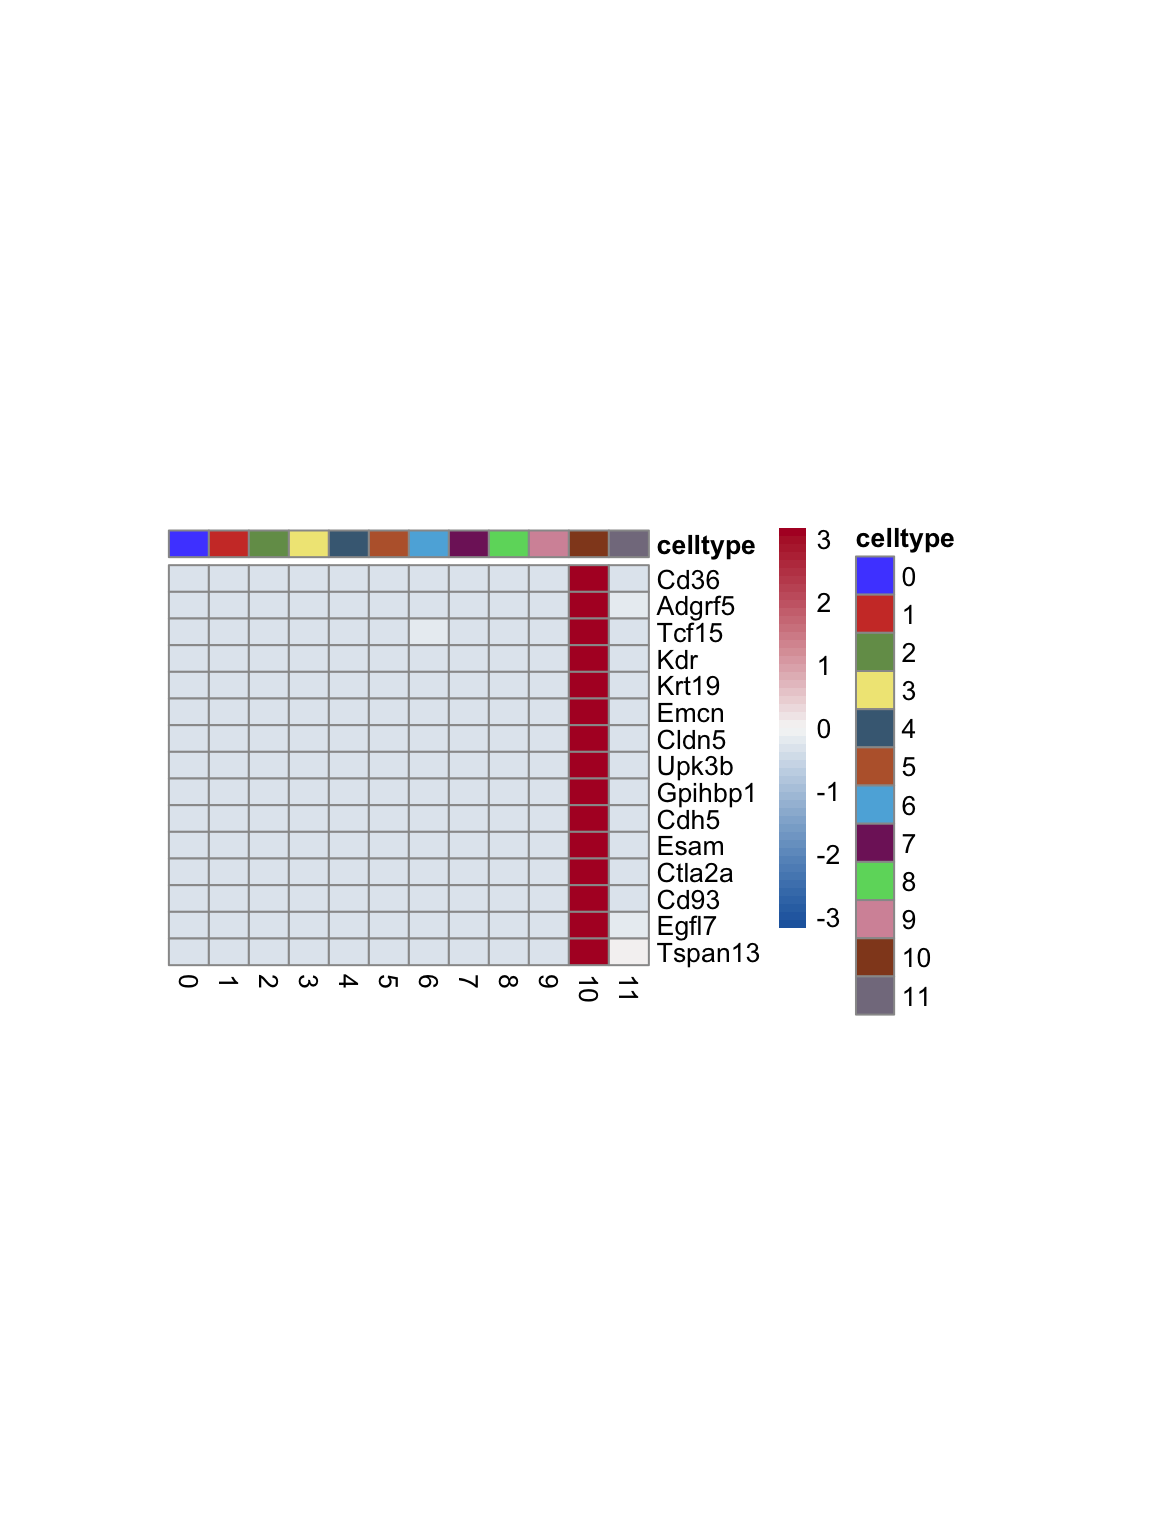 celltype
Cd36
Adgrf5
Tcf15
Kdr
Krt19
Emcn
Cldn5
Upk3b
Gpihbp1
Cdh5
Esam
Ctla2a
Cd93
Egfl7
Tspan13
0 1 2 3 4 5 6 7 8 9 10 11
3
2
1
0
-1
-2
-3
celltype
0
1
2
3
4
5
6
7
8
9
10
11